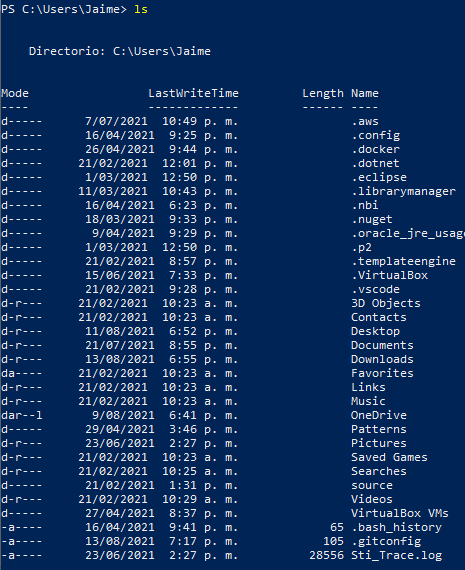 PS C:\Users\Jaime> ls
Directorio: C:\Users\Jaime
Mode LastWriteTime Length Name
---- ------------- ------ ----
d----- 7/07/2021 10:49 p. m. .aws
d----- 16/04/2021 9:25 p. m. .config
d----- 26/04/2021 9:44 p. m. .docker
d----- 21/02/2021 12:01 p. m. .dotnet
d----- 1/03/2021 12:50 p. m. .eclipse
d----- 11/03/2021 10:43 p. m. .librarymanager
d----- 16/04/2021 6:23 p. m. .nbi
d----- 18/03/2021 9:33 p. m. .nuget
d----- 9/04/2021 9:29 p. m. .oracle_jre_usag
d----- 1/03/2021 12:50 p. m. .p2
d----- 21/02/2021 8:57 p. m. .templateengine
d----- 15/06/2021 7:33 p. m. .VirtualBox
d----- 21/02/2021 9:28 p. m. .vscode
d-r--- 21/02/2021 10:23 a. m. 3D Objects
d-r--- 21/02/2021 10:23 a. m. Contacts
d-r--- 11/08/2021 6:52 p. m. Desktop
d-r--- 21/07/2021 8:55 p. m. Documents
d-r--- 13/08/2021 6:55 p. m. Downloads
da---- 21/02/2021 10:23 a. m. Favorites
d-r--- 21/02/2021 10:23 a. m. Links
d-r--- 21/02/2021 10:23 a. m. Music
dar--l 9/08/2021 6:41 p. m. OneDrive
d----- 29/04/2021 3:46 p. m. Patterns
d-r--- 23/06/2021 2:27 p. m. Pictures
d-r--- 21/02/2021 10:23 a. m. Saved Games
d-r--- 21/02/2021 10:25 a. m. Searches
d----- 21/02/2021 1:31 p. m. source
d-r--- 21/02/2021 10:29 a. m. Videos
d----- 27/04/2021 8:37 p. m. VirtualBox VMs
-a---- 16/04/2021 9:41 p. m. 65 .bash_history
-a---- 13/08/2021 7:17 p. m. 105 .gitconfig
-a---- 23/06/2021 2:27 p. m. 28556 Sti_Trace.log